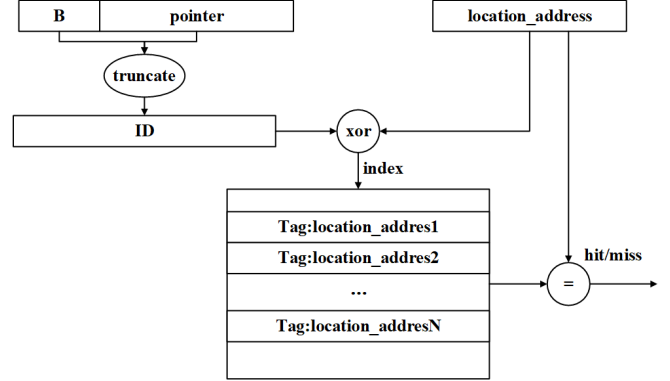 B
pointer
location_address
truncate
ID
xor
index
Tag:location_addres1
Tag:location_addres2
hit/miss
...
=
Tag:location_addresN